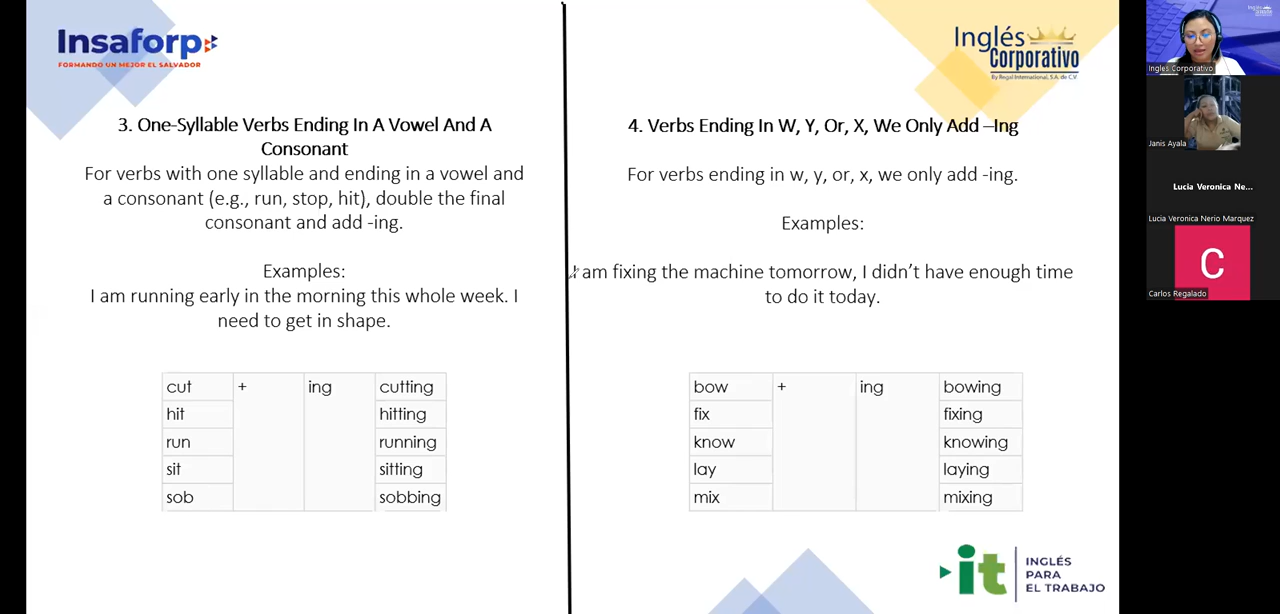 Insaforp
FORMANDO UN MEJOR EL SALVADOR
Inglés
Corporativo
By Regal International, S.A. de C.V
3. One-Syllable Verbs Ending In A Vowel And A
Consonant
For verbs with one syllable and ending in a vowel and
a consonant (e.g., run, stop, hit), double the final
consonant and add -ing.
Examples:
I am running early in the morning this whole week. I
need to get in shape.
cut + ing cutting
hit hitting
run running
sit sitting
sob sobbing
4. Verbs Ending In W, Y, Or, X, We Only Add –Ing
For verbs ending in w, y, or, x, we only add -ing.
Examples:
I am fixing the machine tomorrow, I didn't have enough time
to do it today.
bow + ing bowing
fix fixing
know knowing
lay laying
mix mixing
it
INGLÉS
PARA
EL TRABAJO
Ingles Corporativo
Janis Ayala
Lucia Veronica Ne...
Lucia Veronica Nerio Marquez
C
Carlos Regalado